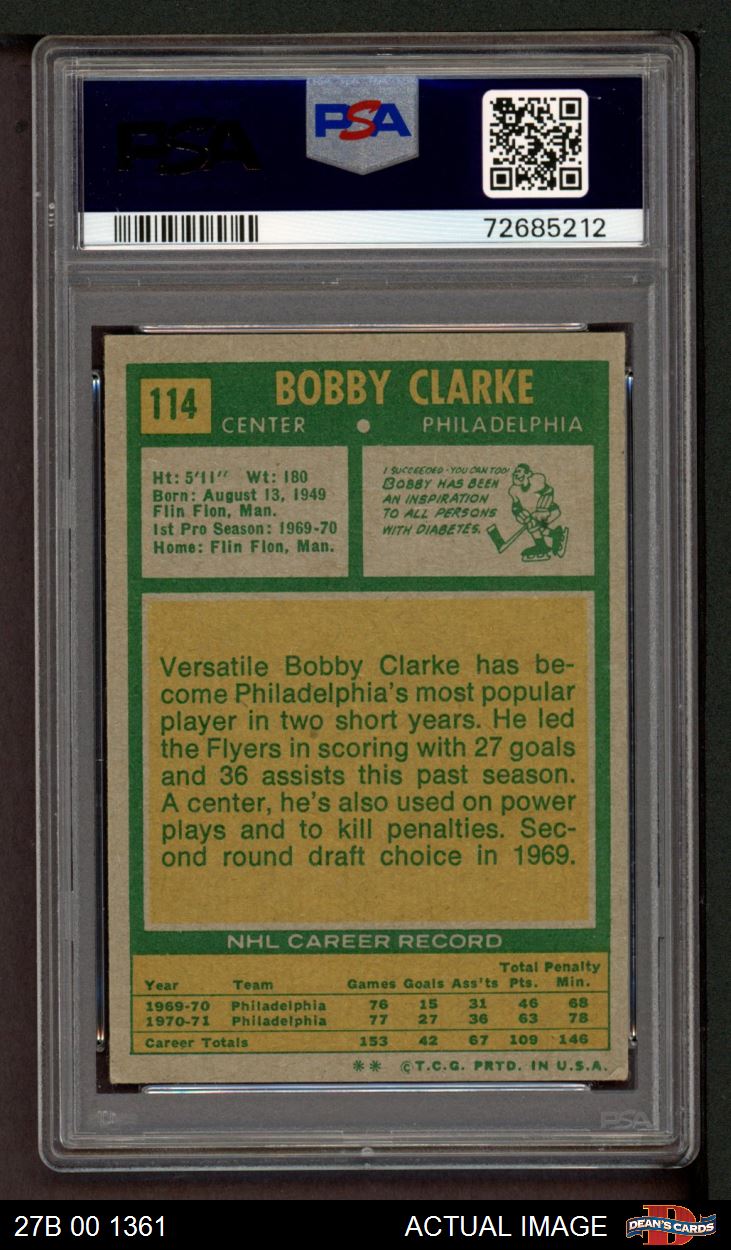 PSA
PSA
72685212
114
BOBBY CLARKE
CENTER • PHILADELPHIA
Ht: 5'11″ Wt: 180
Born: August 13, 1949
Flin Flon, Man.
1st Pro Season: 1969-70
Home: Flin Flon, Man.
I SUCCEEDED - YOU CAN TOO!
BOBBY HAS BEEN
AN INSPIRATION
TO ALL PERSONS
WITH DIABETES.
Versatile Bobby Clarke has be-
come Philadelphia's most popular
player in two short years. He led
the Flyers in scoring with 27 goals
and 36 assists this past season.
A center, he's also used on power
plays and to kill penalties. Sec-
ond round draft choice in 1969.
NHL CAREER RECORD
Total Penalty
Year Team Games Goals Ass'ts Pts. Min.
1969-70 Philadelphia 76 15 31 46 68
1970-71 Philadelphia 77 27 36 63 78
Career Totals 153 42 67 109 146
** ©T.C.G. PRTD. IN U.S.A.
PSA
27B 00 1361
ACTUAL IMAGE
DEAN'S CARDS